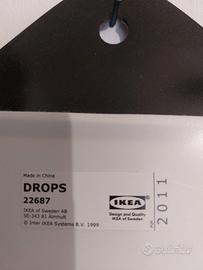 Made in China
DROPS
22687
IKEA of Sweden AB
SE-343 81 Älmhult
© Inter IKEA Systems B.V. 1999
IKEA
Design and Quality
IKEA of Sweden
2011
subito